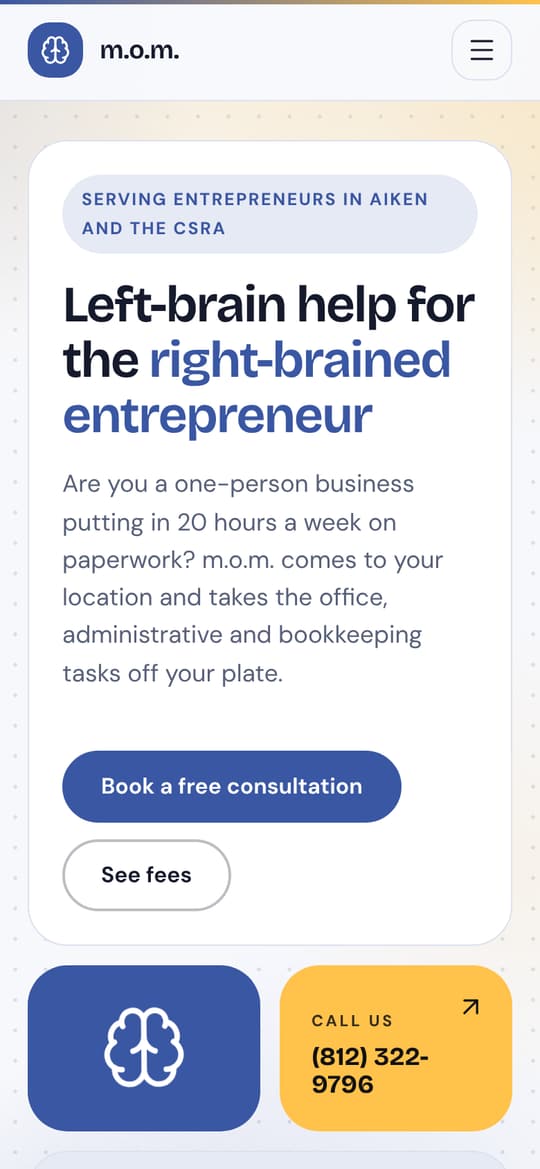 m.o.m.
SERVING ENTREPRENEURS IN AIKEN
AND THE CSRA
Left-brain help for
the right-brained
entrepreneur
Are you a one-person business
putting in 20 hours a week on
paperwork? m.o.m. comes to your
location and takes the office,
administrative and bookkeeping
tasks off your plate.
Book a free consultation
See fees
CALL US
(812) 322-
9796